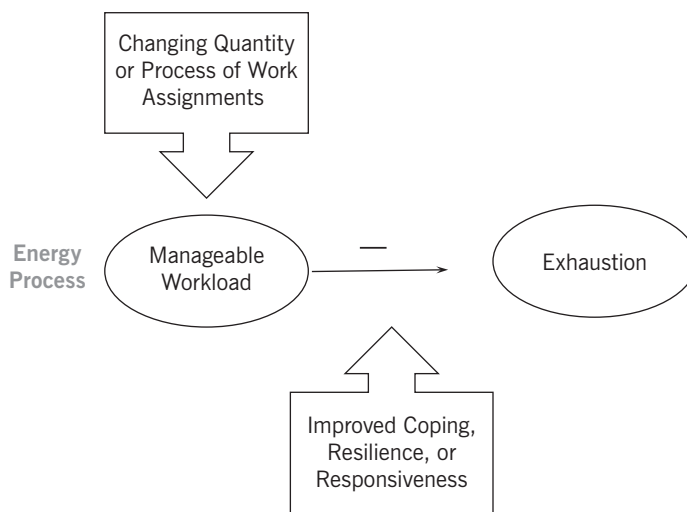 Changing Quantity
or Process of Work
Assignments
Energy
Process
Manageable
Workload
—
Exhaustion
Improved Coping,
Resilience, or
Responsiveness